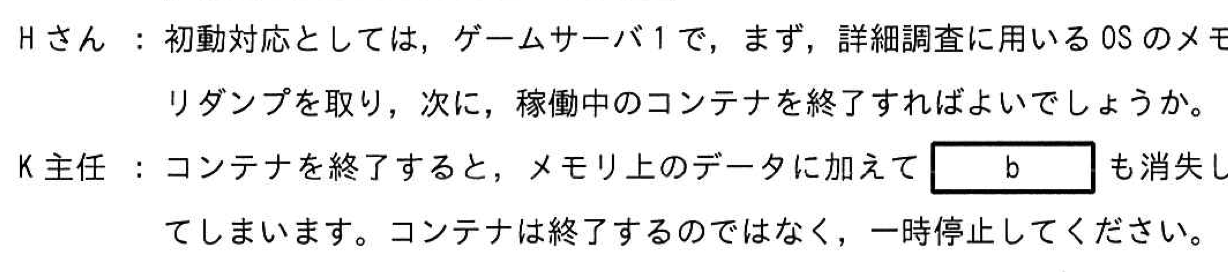 Hさん : 初動対応としては，ゲームサーバ1で，まず，詳細調査に用いるOSのメモ
リダンプを取り，次に，稼働中のコンテナを終了すればよいでしょうか。
K主任 : コンテナを終了すると，メモリ上のデータに加えて b も消失し
てしまいます。コンテナは終了するのではなく，一時停止してください。